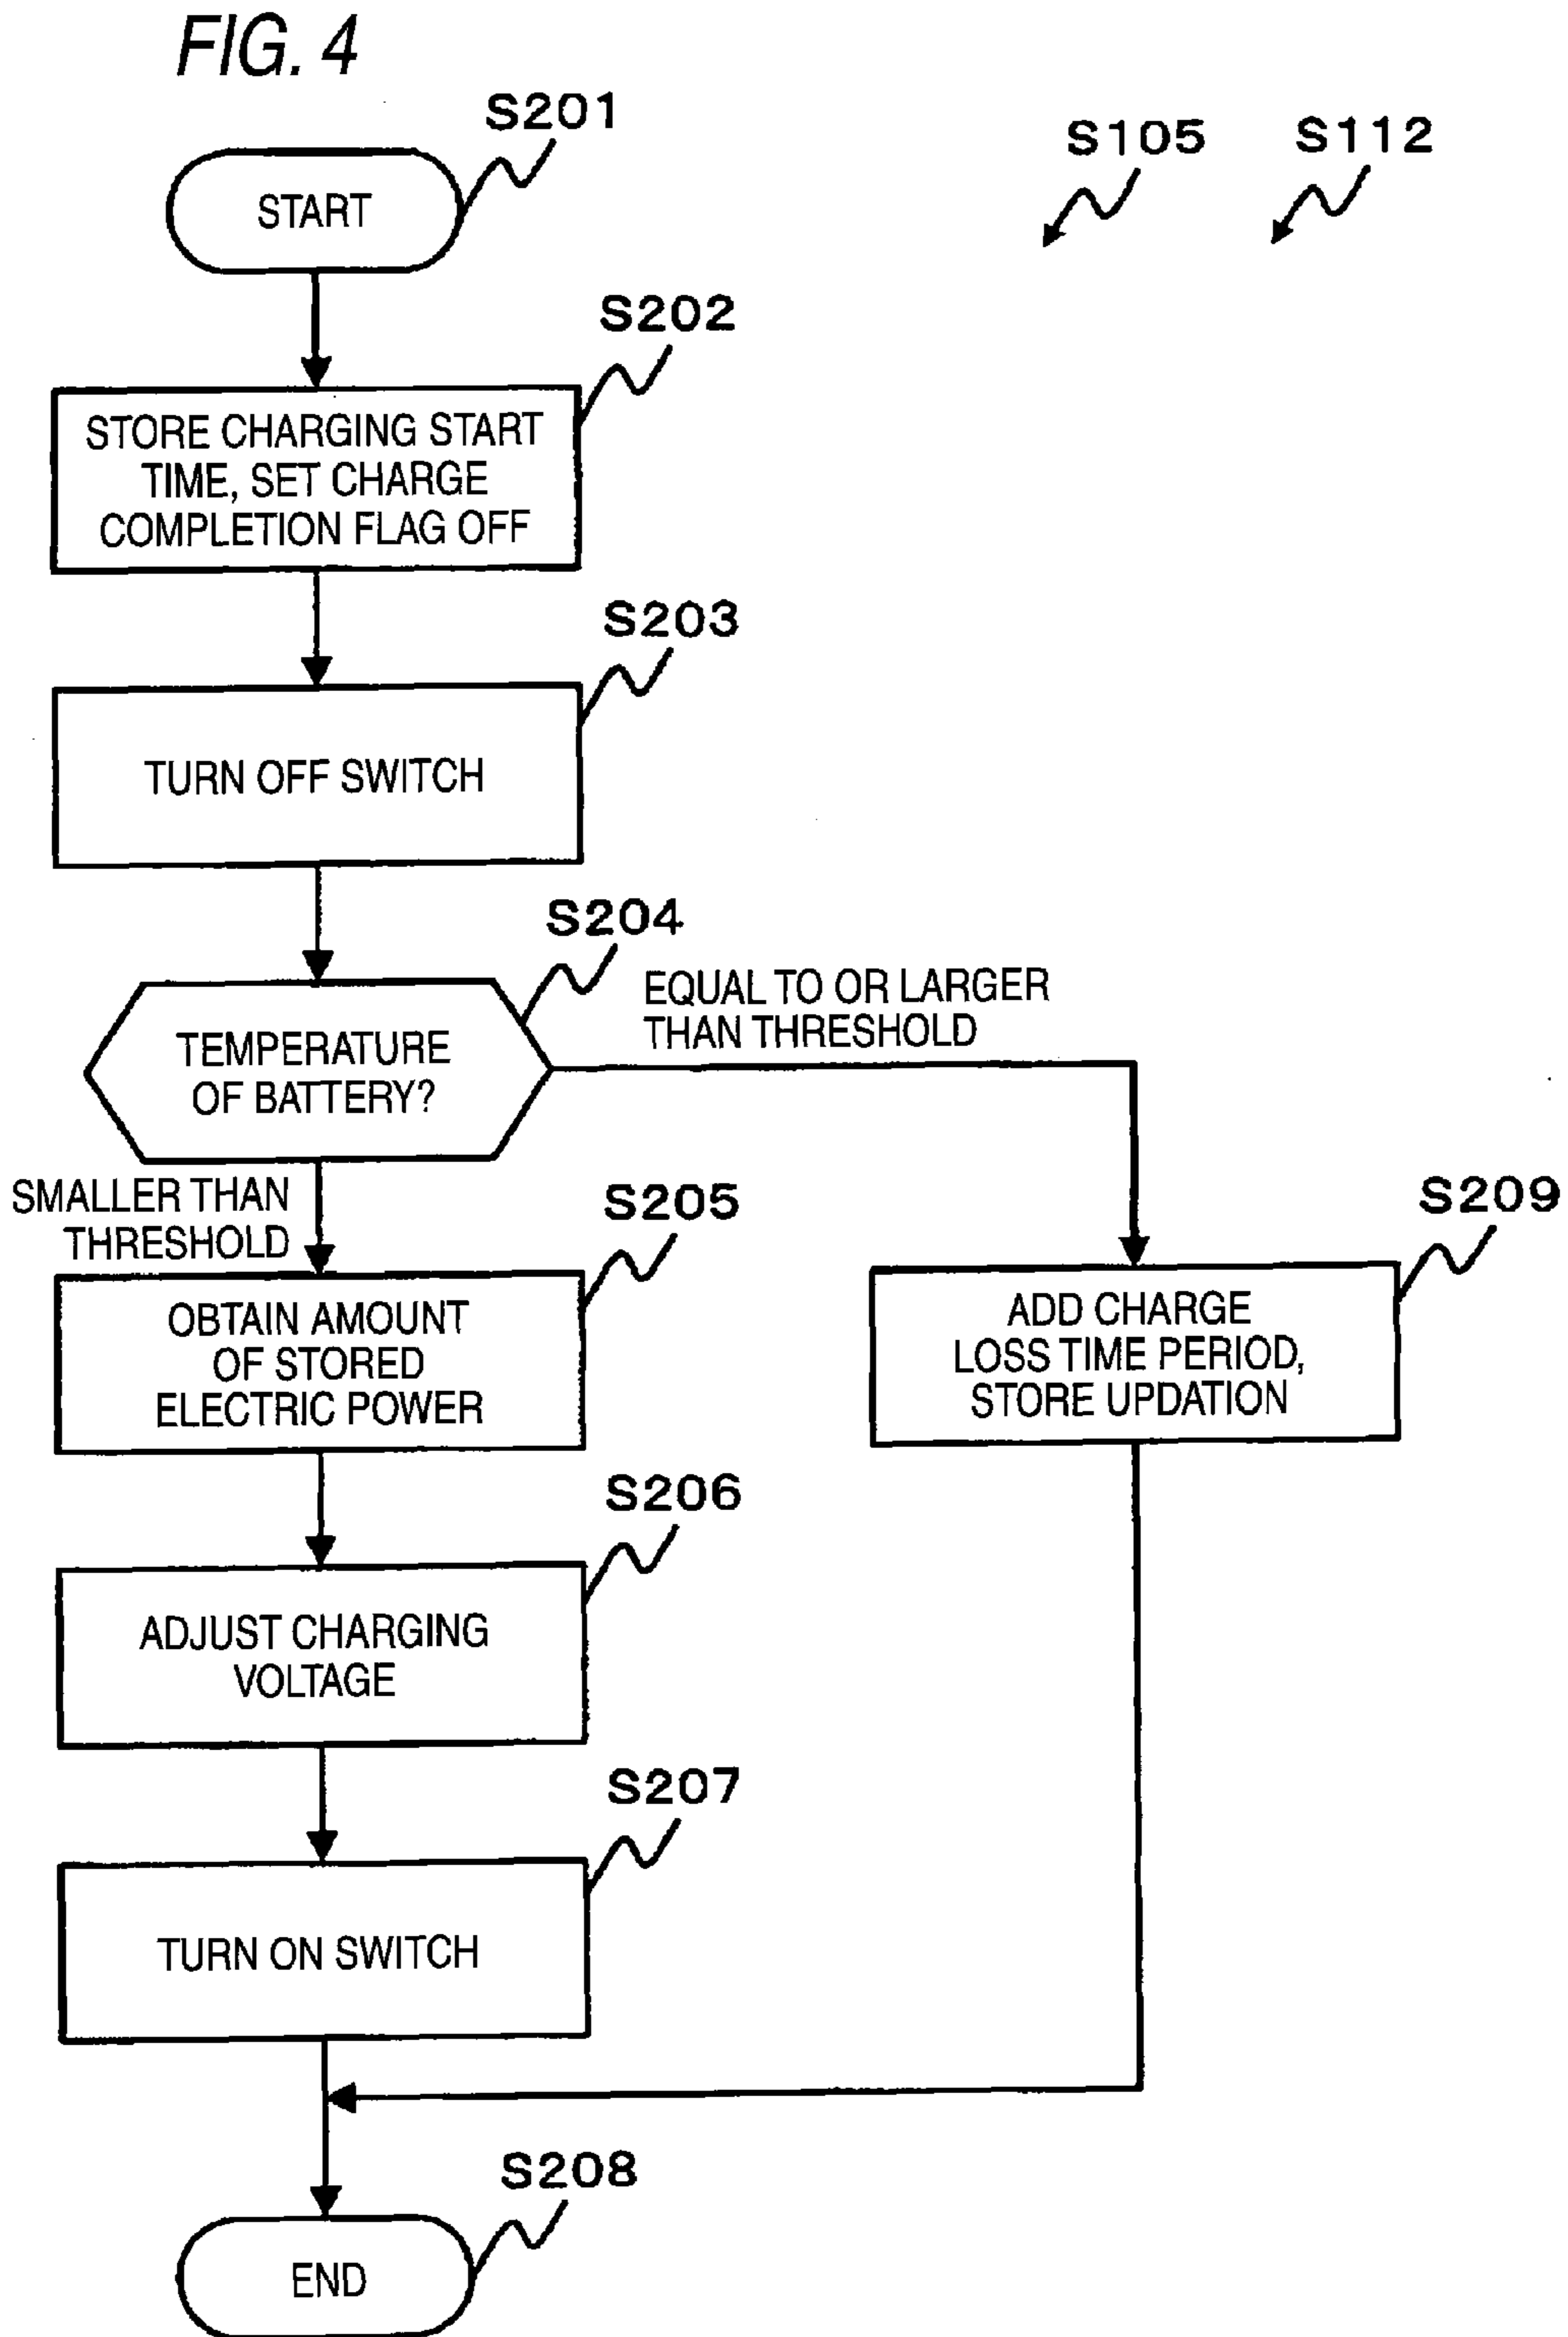 FIG. 4
S201
S105
S112
START
S202
STORE CHARGING START
TIME, SET CHARGE
COMPLETION FLAG OFF
S203
TURN OFF SWITCH
S204
EQUAL TO OR LARGER
THAN THRESHOLD
TEMPERATURE
OF BATTERY?
SMALLER THAN
THRESHOLD
S205
S209
OBTAIN AMOUNT
OF STORED
ELECTRIC POWER
ADD CHARGE
LOSS TIME PERIOD,
STORE UPDATION
S206
ADJUST CHARGING
VOLTAGE
S207
TURN ON SWITCH
S208
END